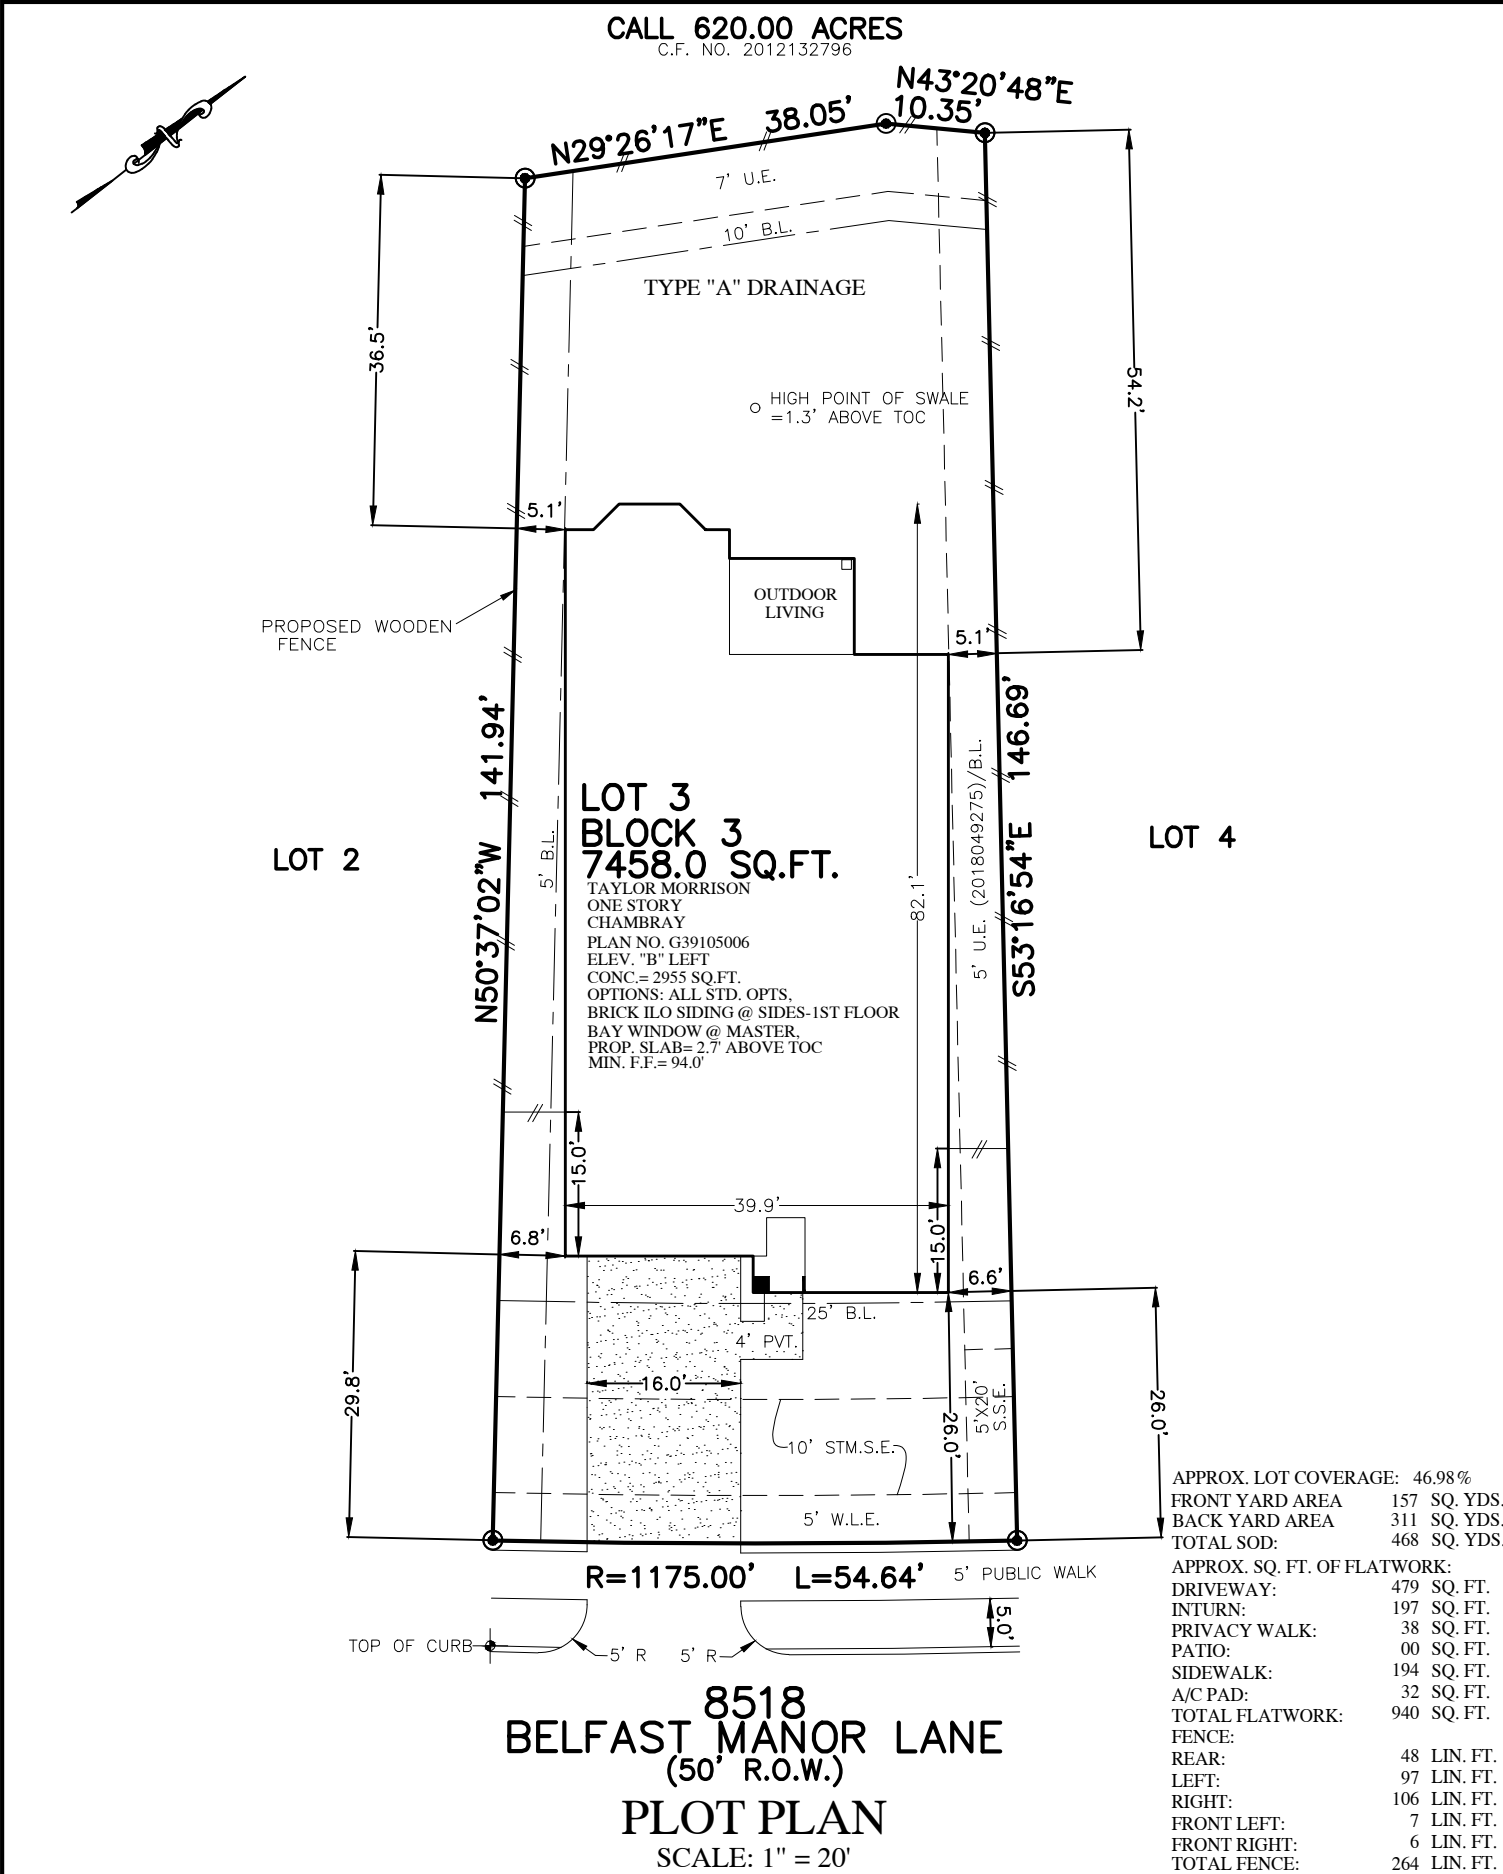 CALL 620.00 ACRES
C.F. NO. 2012132796
N43°20'48"E
10.35'
N29°26'17"E 38.05'
7' U.E.
10' B.L.
TYPE "A" DRAINAGE
36.5'
54.2'
HIGH POINT OF SWALE
=1.3' ABOVE TOC
5.1'
OUTDOOR
LIVING
PROPOSED WOODEN
FENCE
5.1'
N50°37'02"W 141.94'
S53°16'54"E 146.69'
5' B.L.
5' U.E. (2018049275)/B.L.
82.1'
LOT 2
LOT 4
LOT 3
BLOCK 3
7458.0 SQ.FT.
TAYLOR MORRISON
ONE STORY
CHAMBRAY
PLAN NO. G39105006
ELEV. "B" LEFT
CONC.= 2955 SQ.FT.
OPTIONS: ALL STD. OPTS,
BRICK ILO SIDING @ SIDES-1ST FLOOR
BAY WINDOW @ MASTER,
PROP. SLAB= 2.7' ABOVE TOC
MIN. F.F.= 94.0'
15.0'
39.9'
15.0'
6.8'
6.6'
25' B.L.
4' PVT.
29.8'
16.0'
26.0'
5'X20'
S.S.E.
26.0'
10' STM.S.E.
5' W.L.E.
R=1175.00' L=54.64'
5' PUBLIC WALK
5.0'
TOP OF CURB
5' R
5' R
8518
BELFAST MANOR LANE
(50' R.O.W.)
PLOT PLAN
SCALE: 1" = 20'
APPROX. LOT COVERAGE: 46.98%
FRONT YARD AREA 157 SQ. YDS.
BACK YARD AREA 311 SQ. YDS.
TOTAL SOD: 468 SQ. YDS.
APPROX. SQ. FT. OF FLATWORK:
DRIVEWAY: 479 SQ. FT.
INTURN: 197 SQ. FT.
PRIVACY WALK: 38 SQ. FT.
PATIO: 00 SQ. FT.
SIDEWALK: 194 SQ. FT.
A/C PAD: 32 SQ. FT.
TOTAL FLATWORK: 940 SQ. FT.
FENCE:
REAR: 48 LIN. FT.
LEFT: 97 LIN. FT.
RIGHT: 106 LIN. FT.
FRONT LEFT: 7 LIN. FT.
FRONT RIGHT: 6 LIN. FT.
TOTAL FENCE: 264 LIN. FT.